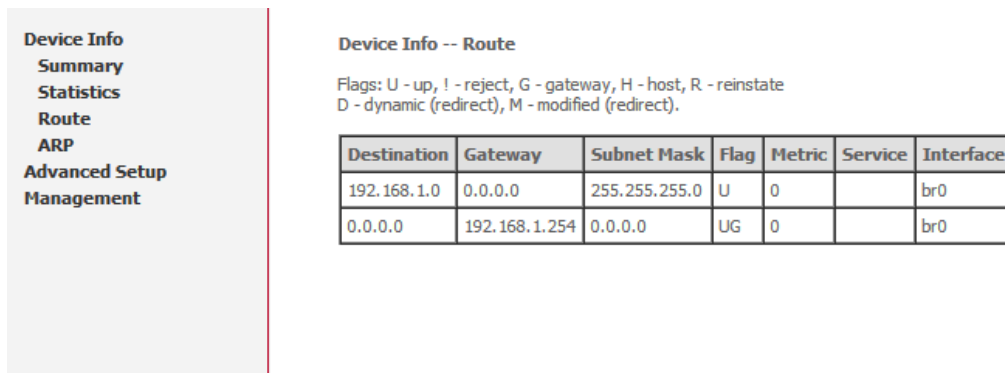 Device Info
Summary
Statistics
Route
ARP
Advanced Setup
Management
Device Info -- Route
Flags: U - up, ! - reject, G - gateway, H - host, R - reinstate
D - dynamic (redirect), M - modified (redirect).
Destination Gateway Subnet Mask Flag Metric Service Interface
192.168.1.0 0.0.0.0 255.255.255.0 U 0 br0
0.0.0.0 192.168.1.254 0.0.0.0 UG 0 br0